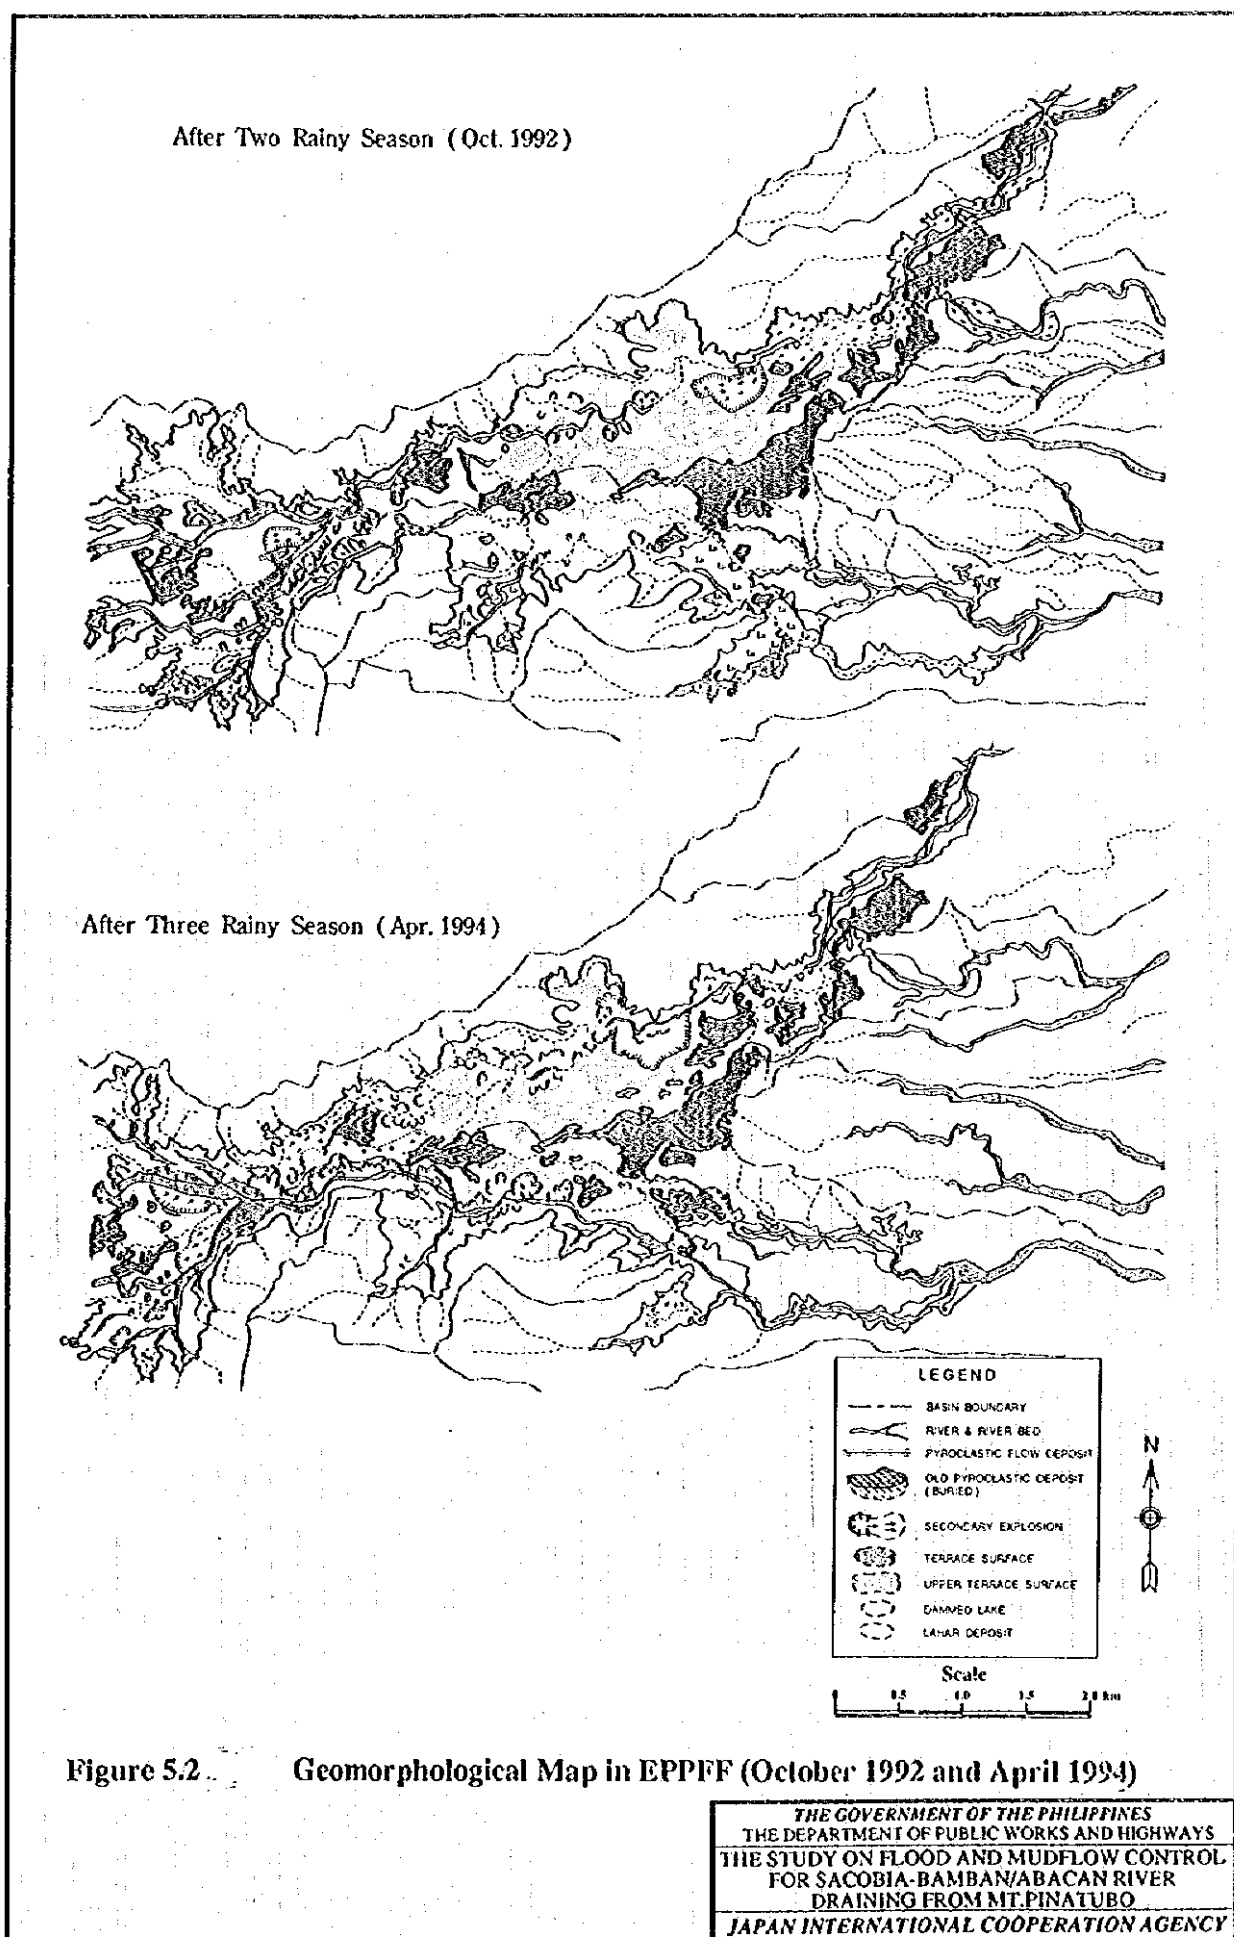 After Two Rainy Season (Oct. 1992)
After Three Rainy Season (Apr. 1994)
LEGEND
BASIN BOUNDARY
RIVER & RIVER BED
PYROCLASTIC FLOW DEPOSIT
OLD PYROCLASTIC DEPOSIT
(BURIED)
SECONDARY EXPLOSION
TERRACE SURFACE
UPPER TERRACE SURFACE
DAMMED LAKE
LAHAR DEPOSIT
N
Scale
0 0.5 1.0 1.5 2.0 km
Figure 5.2 Geomorphological Map in EPPFF (October 1992 and April 1994)
THE GOVERNMENT OF THE PHILIPPINES
THE DEPARTMENT OF PUBLIC WORKS AND HIGHWAYS
THE STUDY ON FLOOD AND MUDFLOW CONTROL
FOR SACOBIA-BAMBAN/ABACAN RIVER
DRAINING FROM MT.PINATUBO
JAPAN INTERNATIONAL COOPERATION AGENCY